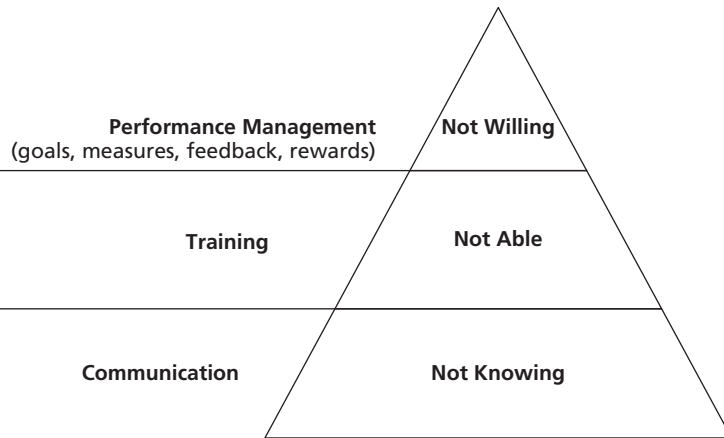 Performance Management
(goals, measures, feedback, rewards)
Not Willing
Training
Not Able
Communication
Not Knowing